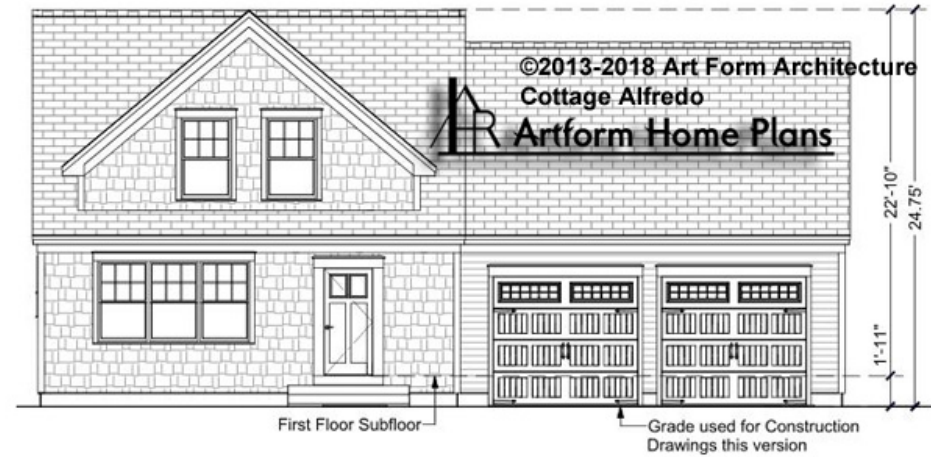 ©2013-2018 Art Form Architecture
Cottage Alfredo
AHR
Artform Home Plans
22'-10"
24.75'
1'-11"
First Floor Subfloor
Grade used for Construction
Drawings this version